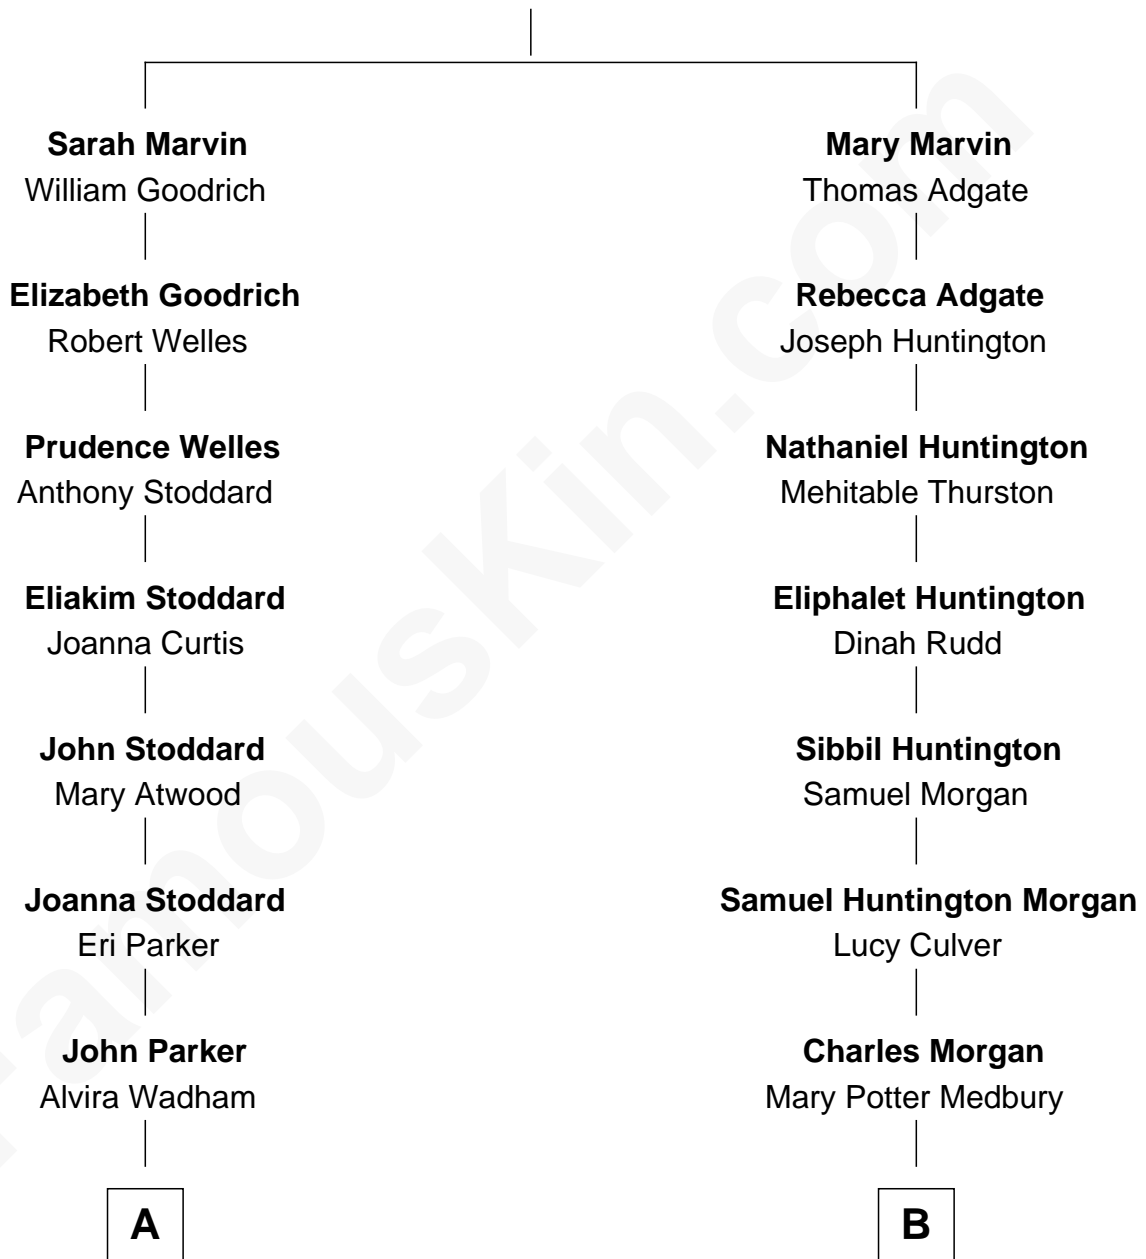 Sarah Marvin
William Goodrich
Elizabeth Goodrich
Robert Welles
Prudence Welles
Anthony Stoddard
Eliakim Stoddard
Joanna Curtis
John Stoddard
Mary Atwood
Joanna Stoddard
Eri Parker
John Parker
Alvira Wadham
A
Mary Marvin
Thomas Adgate
Rebecca Adgate
Joseph Huntington
Nathaniel Huntington
Mehitable Thurston
Eliphalet Huntington
Dinah Rudd
Sibbil Huntington
Samuel Morgan
Samuel Huntington Morgan
Lucy Culver
Charles Morgan
Mary Potter Medbury
B
FamousKin.com